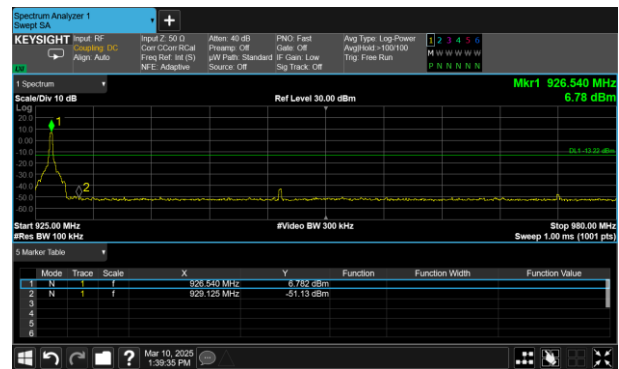 Spectrum Analyzer 1
Swept SA
+
KEYSIGHT Input: RF Input Z: 50 Ω Atten: 40 dB PNO: Fast Avg Type: Log-Power 1 2 3 4 5 6
Coupling: DC Corr CCorr RCal Preamp: Off Gate: Off Avg|Hold:>100/100 M W W W W W
Align: Auto Freq Ref: Int (S) µW Path: Standard IF Gain: Low Trig: Free Run
NFE: Adaptive Source: Off Sig Track: Off P N N N N N
1 Spectrum
Mkr1 926.540 MHz
Scale/Div 10 dB Ref Level 30.00 dBm 6.78 dBm
Log
20.0
1
10.0
0.00
-10.0
DL1 -13.22 dBm
-20.0
-30.0
-40.0
2
-50.0
-60.0
Start 925.00 MHz #Video BW 300 kHz Stop 980.00 MHz
#Res BW 100 kHz Sweep 1.00 ms (1001 pts)
5 Marker Table
Mode Trace Scale X Y Function Function Width Function Value
1 N 1 f 926.540 MHz 6.782 dBm
2 N 1 f 929.125 MHz -51.13 dBm
3
4
5
6
? Mar 10, 2025
1:39:35 PM